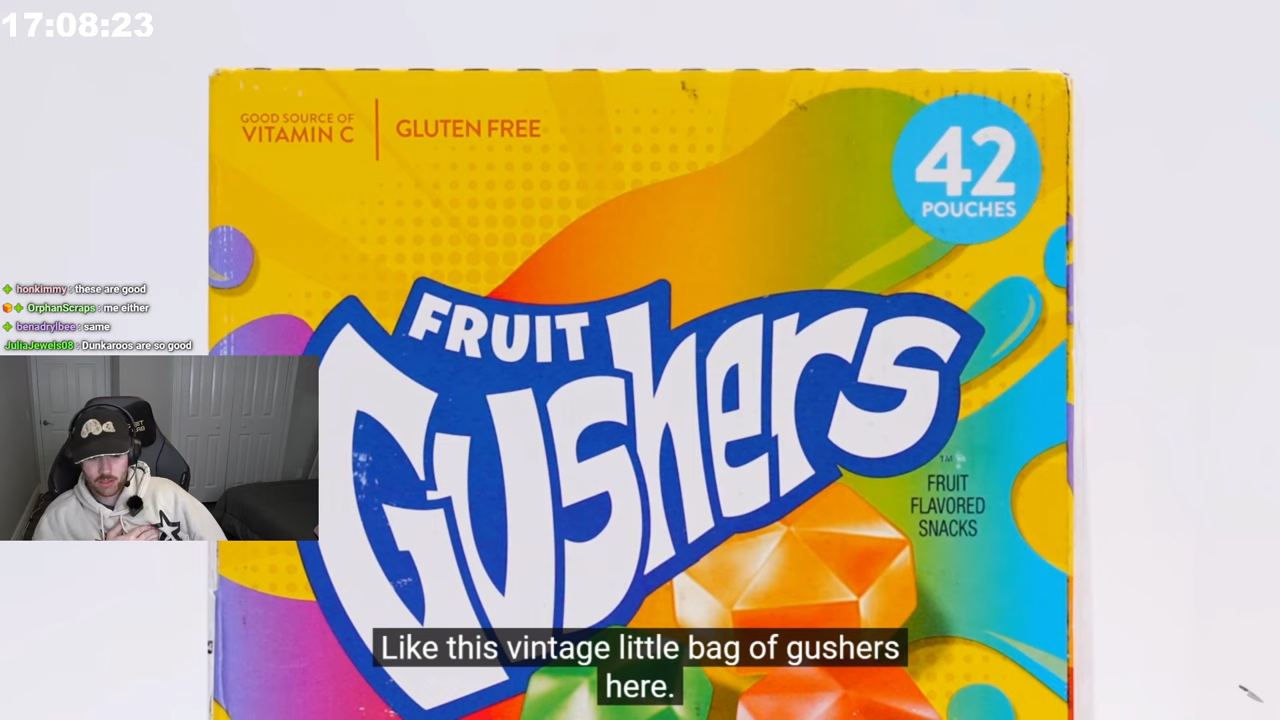 17:08:23
GOOD SOURCE OF
VITAMIN C
GLUTEN FREE
42
POUCHES
honkimmy : these are good
OrphanScraps : me either
benadrylbee : same
JuliaJewels08 : Dunkaroos are so good
FRUIT
Gushers
™
FRUIT
FLAVORED
SNACKS
Like this vintage little bag of gushers
here.